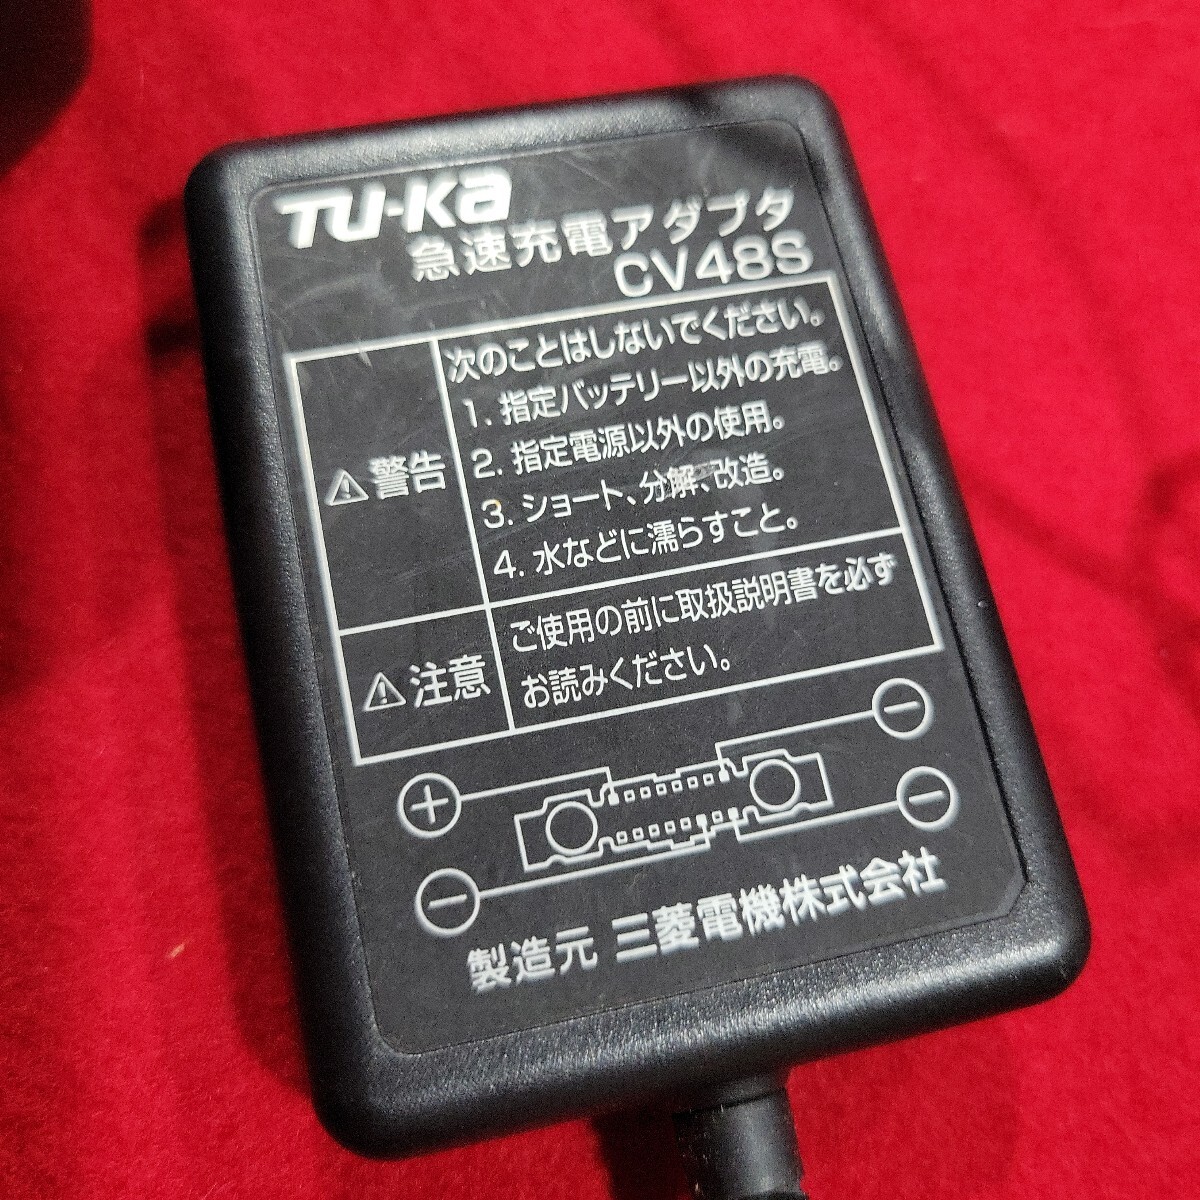 TU-Ka
急速充電アダプタ
CV48S
⚠警告
次のことはしないでください。
1. 指定バッテリー以外の充電。
2. 指定電源以外の使用。
3. ショート、分解、改造。
4. 水などに濡らすこと。
⚠注意
ご使用の前に取扱説明書を必ず
お読みください。
製造元 三菱電機株式会社